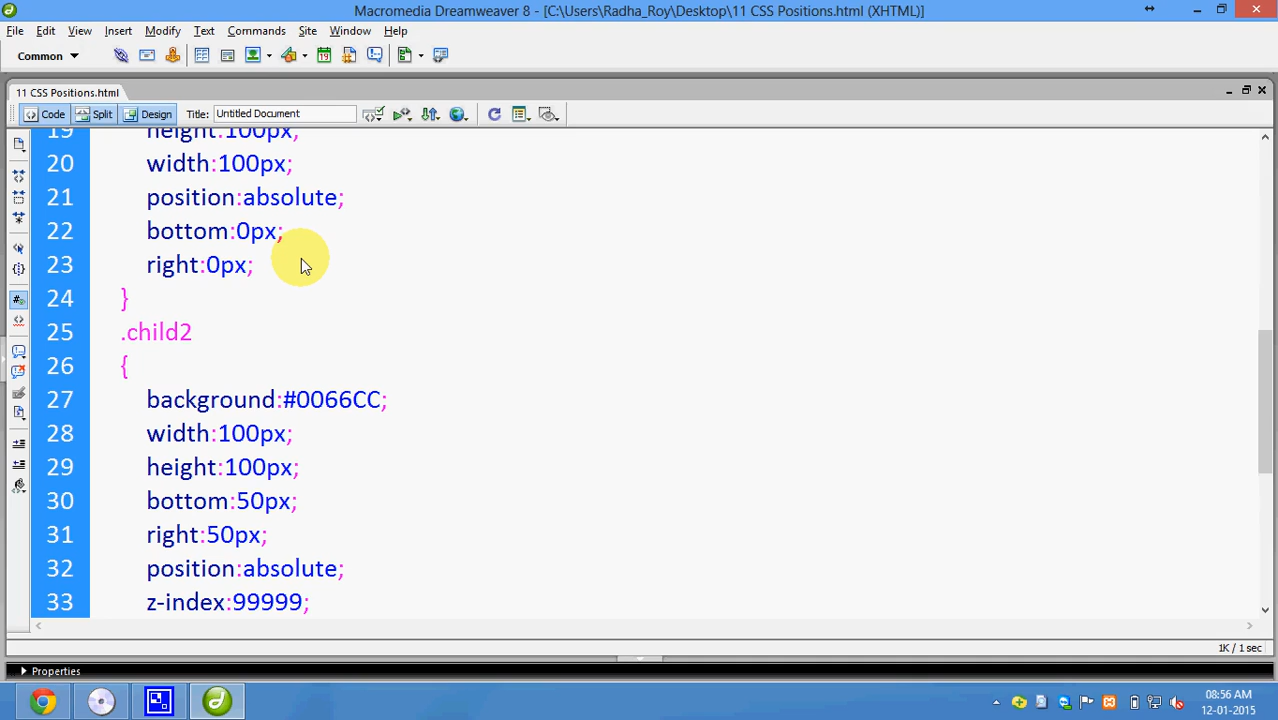 Macromedia Dreamweaver 8 - [C:\Users\Radha_Roy\Desktop\11 CSS Positions.html (XHTML)]
File Edit View Insert Modify Text Commands Site Window Help
Common
11 CSS Positions.html
Code Split Design Title: Untitled Document
19 height:100px;
20 width:100px;
21 position:absolute;
22 bottom:0px;
23 right:0px;
24 }
25 .child2
26 {
27 background:#0066CC;
28 width:100px;
29 height:100px;
30 bottom:50px;
31 right:50px;
32 position:absolute;
33 z-index:99999;
1K / 1 sec
Properties
08:56 AM
12-01-2015